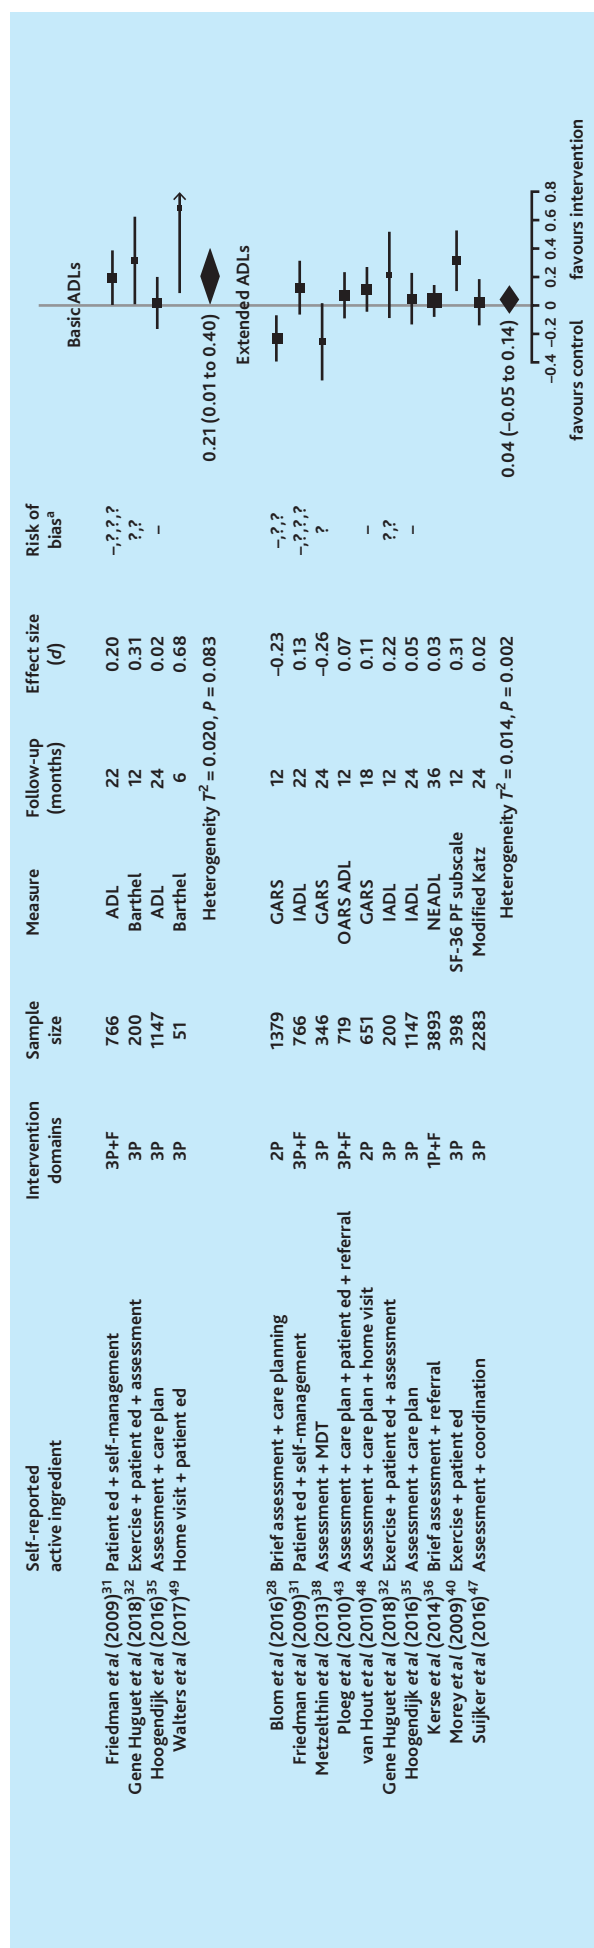 Self-reported active ingredient Intervention domains Sample size Measure Follow-up (months) Effect size (d) Risk of biasᵃ
Basic ADLs
Friedman et al (2009)31 Patient ed + self-management 3P+F 766 ADL 22 0.20 –,?,?,?
Gene Huguet et al (2018)32 Exercise + patient ed + assessment 3P 200 Barthel 12 0.31 ?,?
Hoogendijk et al (2016)35 Assessment + care plan 3P 1147 ADL 24 0.02 –
Walters et al (2017)49 Home visit + patient ed 3P 51 Barthel 6 0.68
Heterogeneity T² = 0.020, P = 0.083 0.21 (0.01 to 0.40)
Extended ADLs
Blom et al (2016)28 Brief assessment + care planning 2P 1379 GARS 12 –0.23 –,?,?
Friedman et al (2009)31 Patient ed + self-management 3P+F 766 IADL 22 0.13 –,?,?,?
Metzelthin et al (2013)38 Assessment + MDT 3P 346 GARS 24 –0.26 ?
Ploeg et al (2010)43 Assessment + care plan + patient ed + referral 3P+F 719 OARS ADL 12 0.07
van Hout et al (2010)48 Assessment + care plan + home visit 2P 651 GARS 18 0.11 –
Gene Huguet et al (2018)32 Exercise + patient ed + assessment 3P 200 IADL 12 0.22 ?,?
Hoogendijk et al (2016)35 Assessment + care plan 3P 1147 IADL 24 0.05 –
Kerse et al (2014)36 Brief assessment + referral 1P+F 3893 NEADL 36 0.03
Morey et al (2009)40 Exercise + patient ed 3P 398 SF-36 PF subscale 12 0.31
Suijker et al (2016)47 Assessment + coordination 3P 2283 Modified Katz 24 0.02
Heterogeneity T² = 0.014, P = 0.002 0.04 (–0.05 to 0.14)
–0.4 –0.2 0 0.2 0.4 0.6 0.8
favours control favours intervention